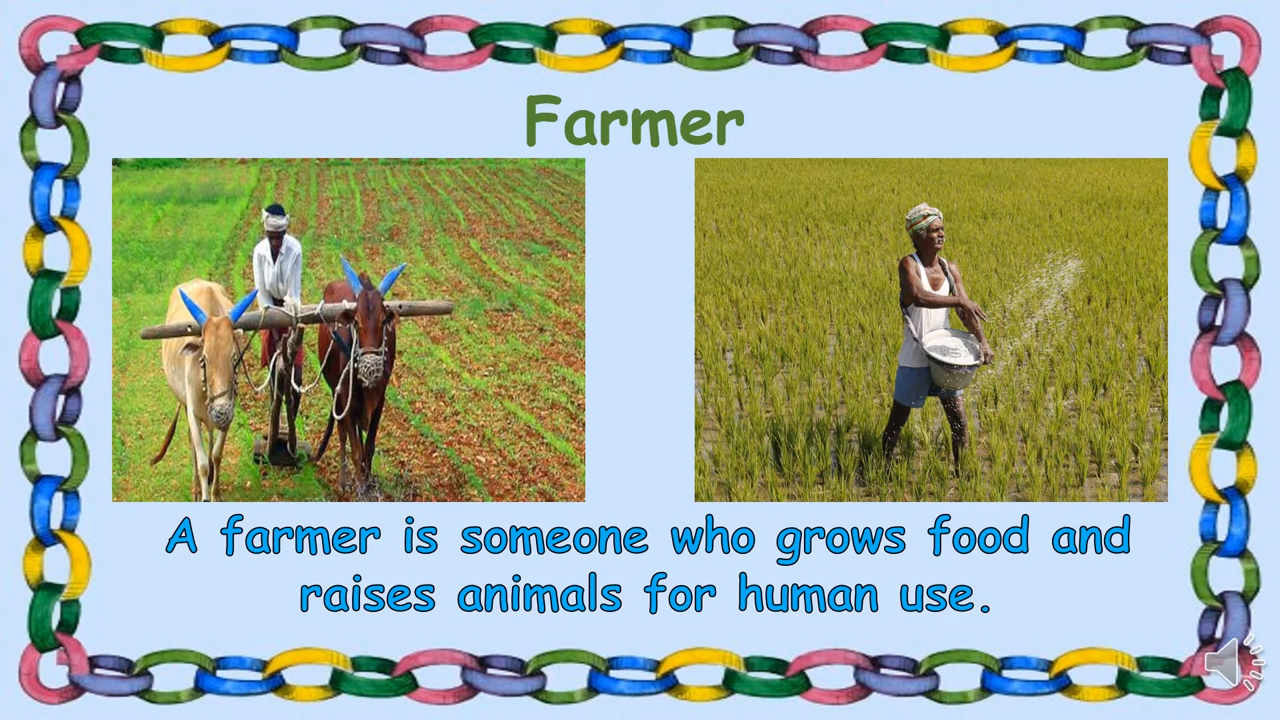 Farmer
A farmer is someone who grows food and
raises animals for human use.